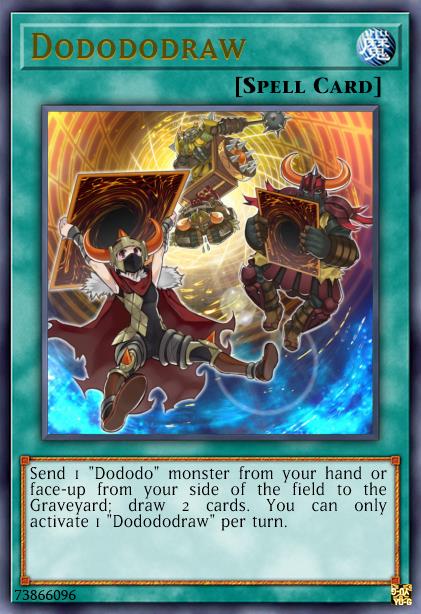 Dodododraw
魔
[Spell Card]
Send 1 "Dododo" monster from your hand or
face-up from your side of the field to the
Graveyard; draw 2 cards. You can only
activate 1 "Dodododraw" per turn.
73866096